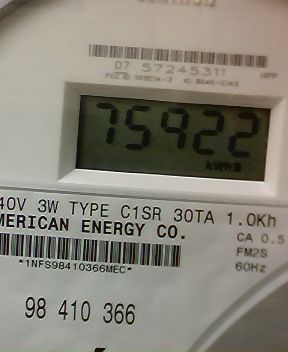 07 57245311
75922
kWh
40V 3W TYPE C1SR 30TA 1.0Kh
MERICAN ENERGY CO.
CA 0.5
FM2S
60Hz
*1NFS98410366MEC*
98 410 366